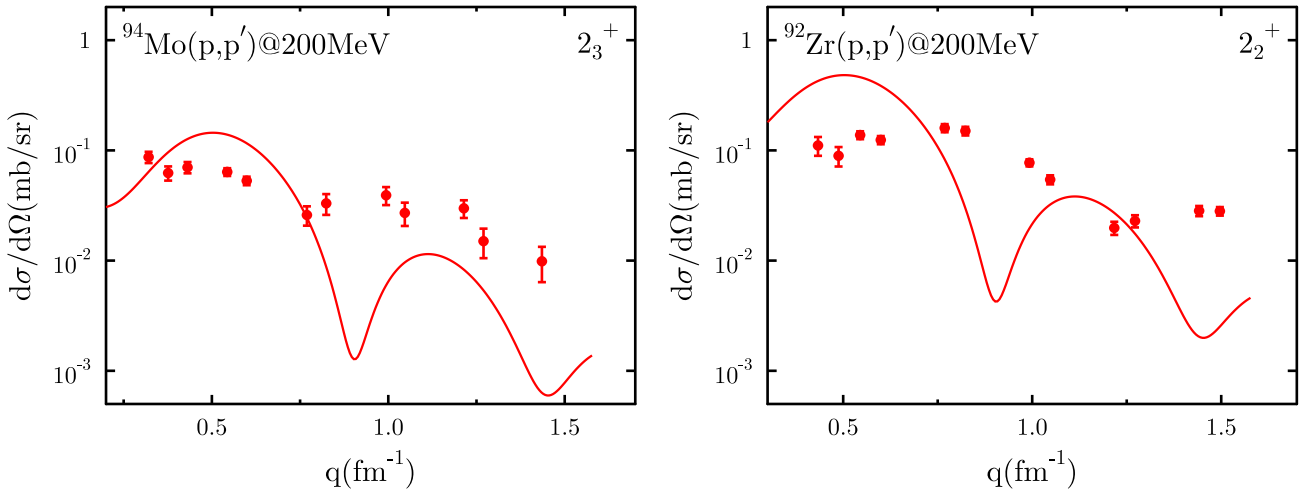 ⁹⁴Mo(p,p′)@200MeV
2₃⁺
1
10⁻¹
10⁻²
10⁻³
dσ/dΩ(mb/sr)
0.5
1.0
1.5
q(fm⁻¹)
⁹²Zr(p,p′)@200MeV
2₂⁺
1
10⁻¹
10⁻²
10⁻³
dσ/dΩ(mb/sr)
0.5
1.0
1.5
q(fm⁻¹)